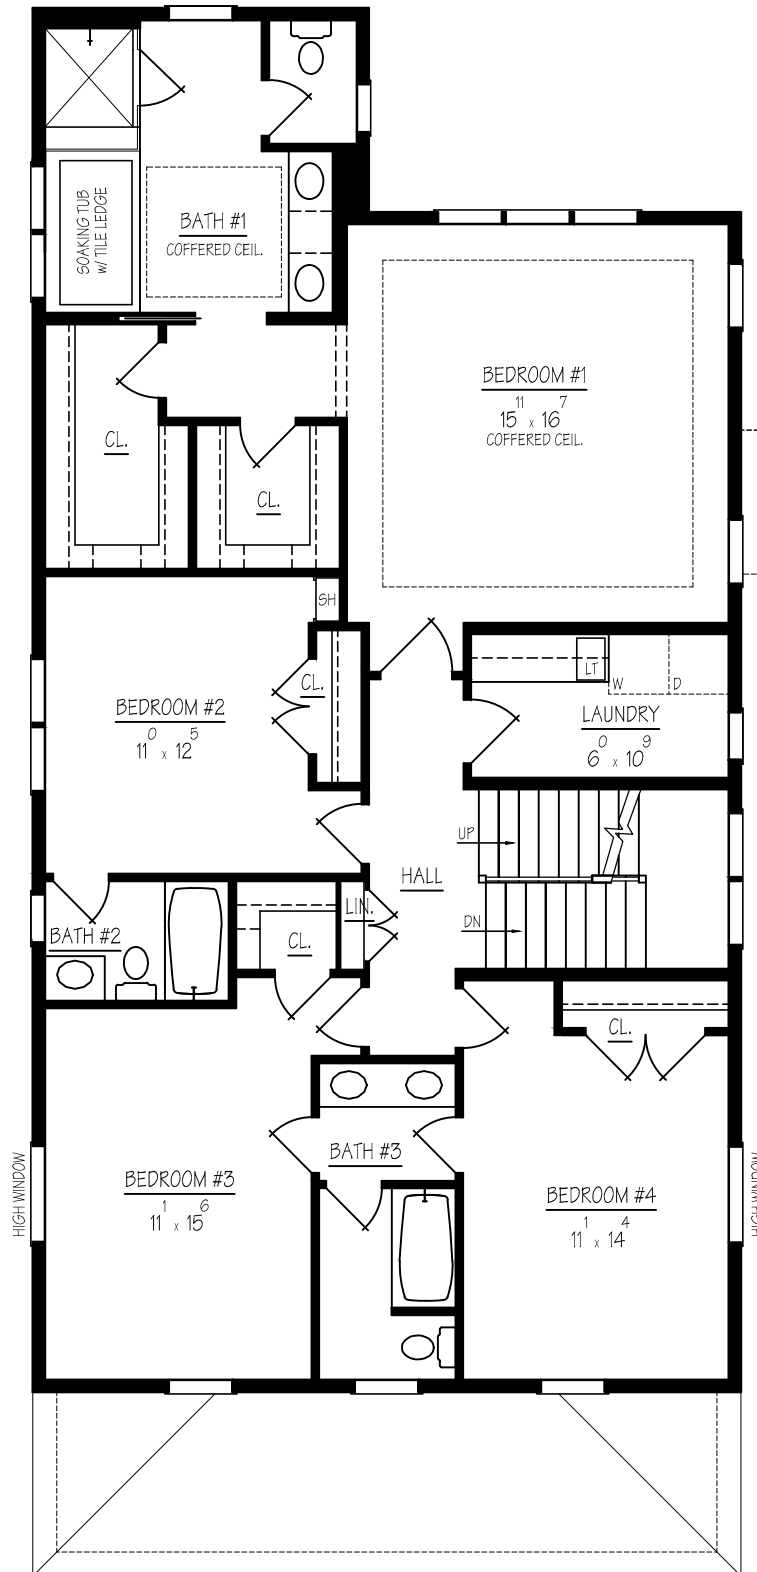 SOAKING TUB
w/ TILE LEDGE
BATH #1
COFFERED CEIL.
BEDROOM #1
15 11 x 16 7
COFFERED CEIL.
CL.
CL.
SH
CL.
BEDROOM #2
11 0 x 12 5
LT
W
D
LAUNDRY
6 0 x 10 9
UP
HALL
DN
LIN.
BATH #2
CL.
CL.
BATH #3
HIGH WINDOW
BEDROOM #3
11 1 x 15 6
BEDROOM #4
11 1 x 14 4
HIGH WINDOW